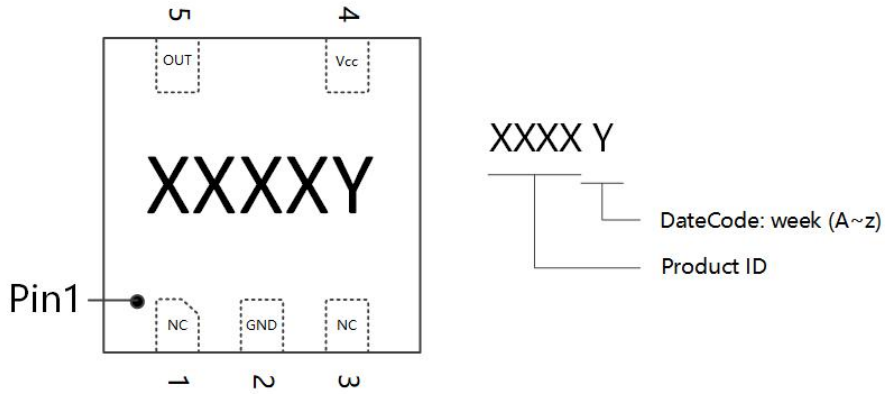 5 4
OUT Vcc
XXXXY
XXXX Y
DateCode: week (A~z)
Product ID
Pin1
NC GND NC
1 2 3